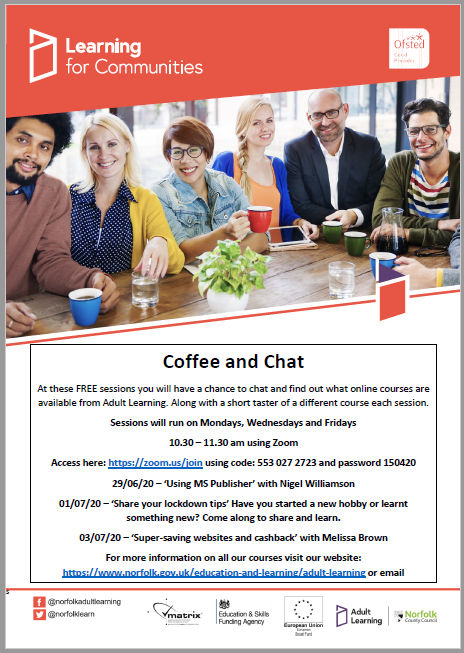 Learning
for Communities
Ofsted
Good
Provider
Coffee and Chat
At these FREE sessions you will have a chance to chat and find out what online courses are
available from Adult Learning. Along with a short taster of a different course each session.
Sessions will run on Mondays, Wednesdays and Fridays
10.30 – 11.30 am using Zoom
Access here: https://zoom.us/join using code: 553 027 2723 and password 150420
29/06/20 – ‘Using MS Publisher’ with Nigel Williamson
01/07/20 – ‘Share your lockdown tips’ Have you started a new hobby or learnt
something new? Come along to share and learn.
03/07/20 – ‘Super-saving websites and cashback’ with Melissa Brown
For more information on all our courses visit our website:
https://www.norfolk.gov.uk/education-and-learning/adult-learning or email
s
@norfolkadultlearning
@norfolklearn
matrix
Education & Skills
Funding Agency
European Union
European
Social Fund
Adult
Learning
Norfolk
County Council